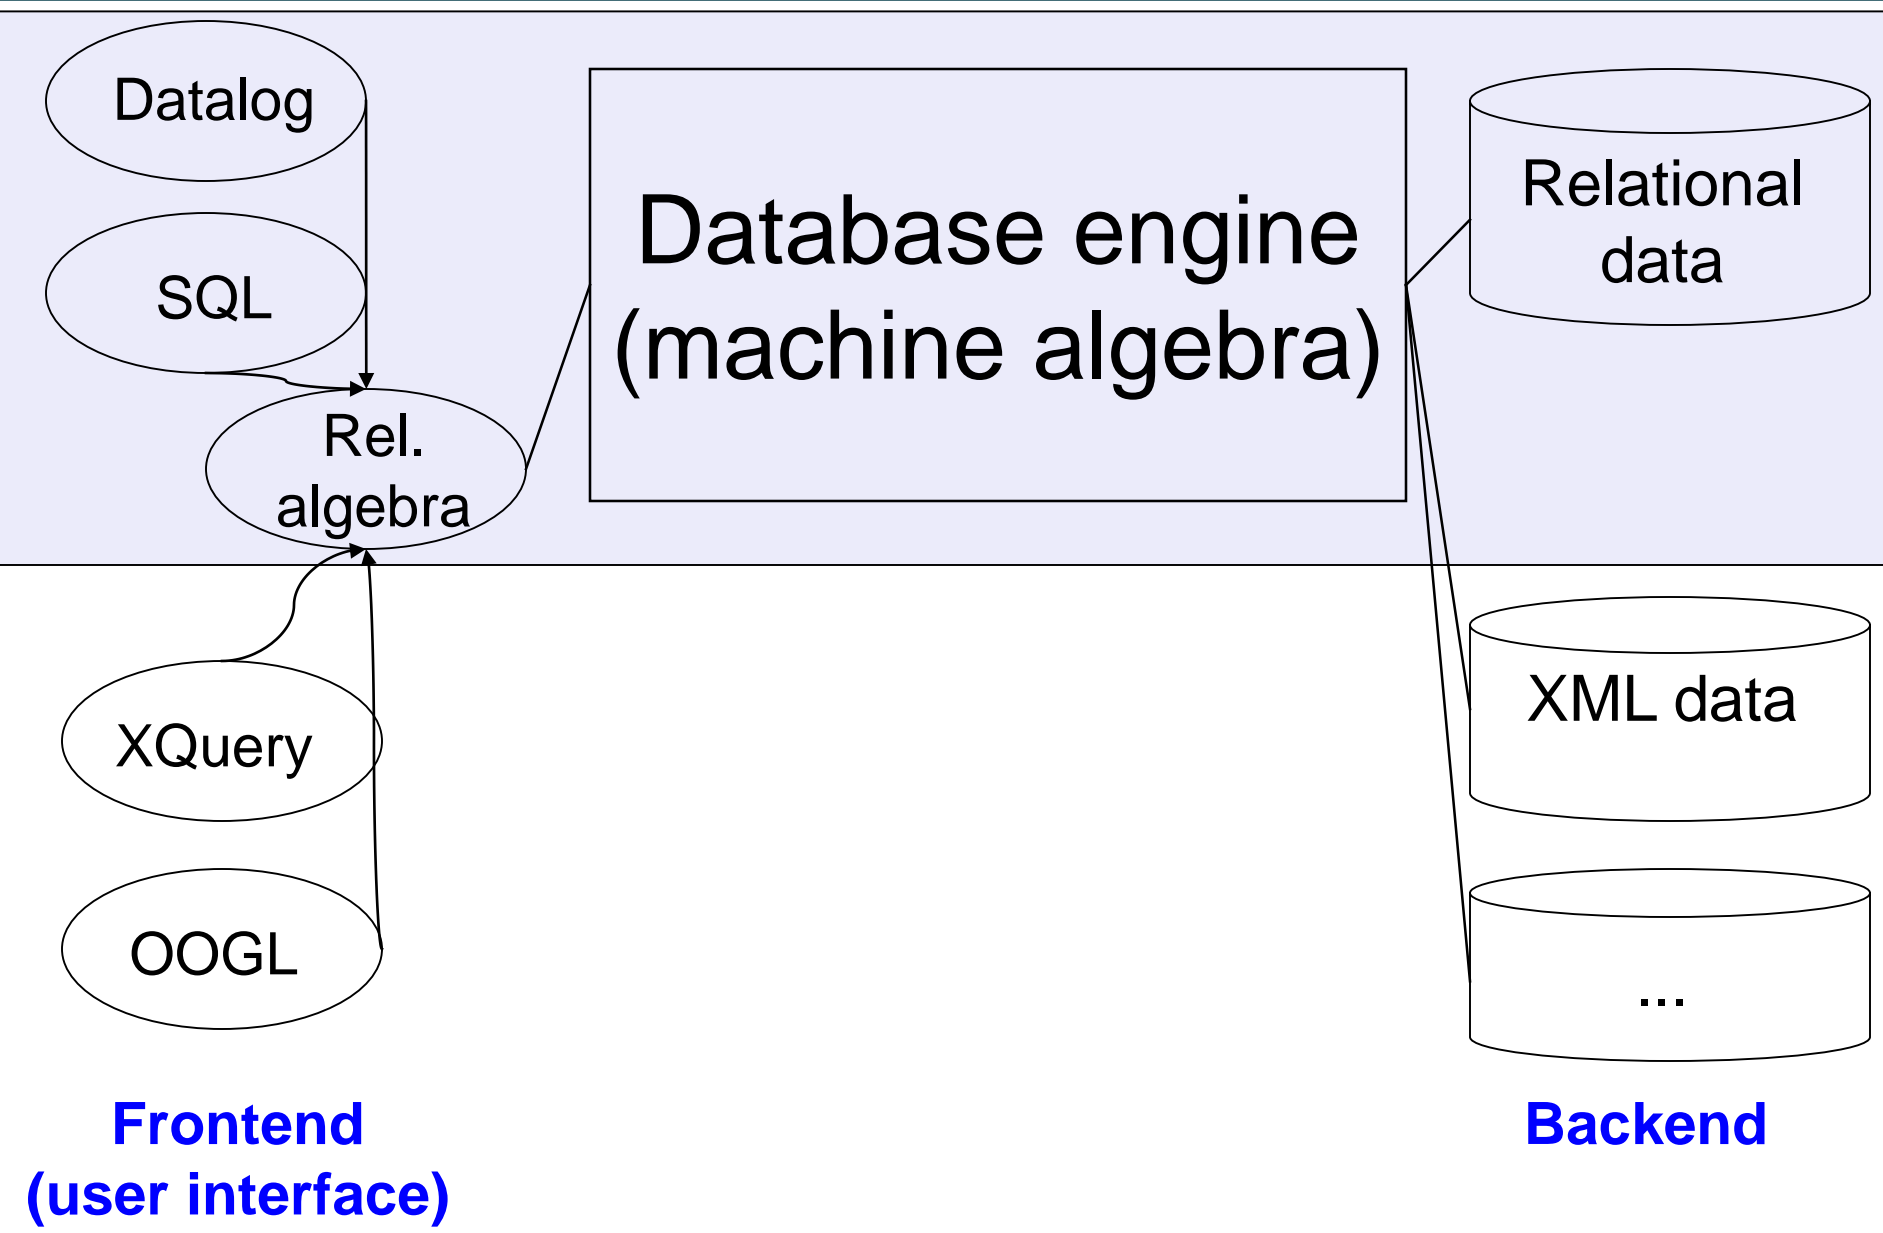 Datalog
SQL
Rel.
algebra
XQuery
OOGL
Frontend
(user interface)
Database engine
(machine algebra)
Relational
data
XML data
...
Backend